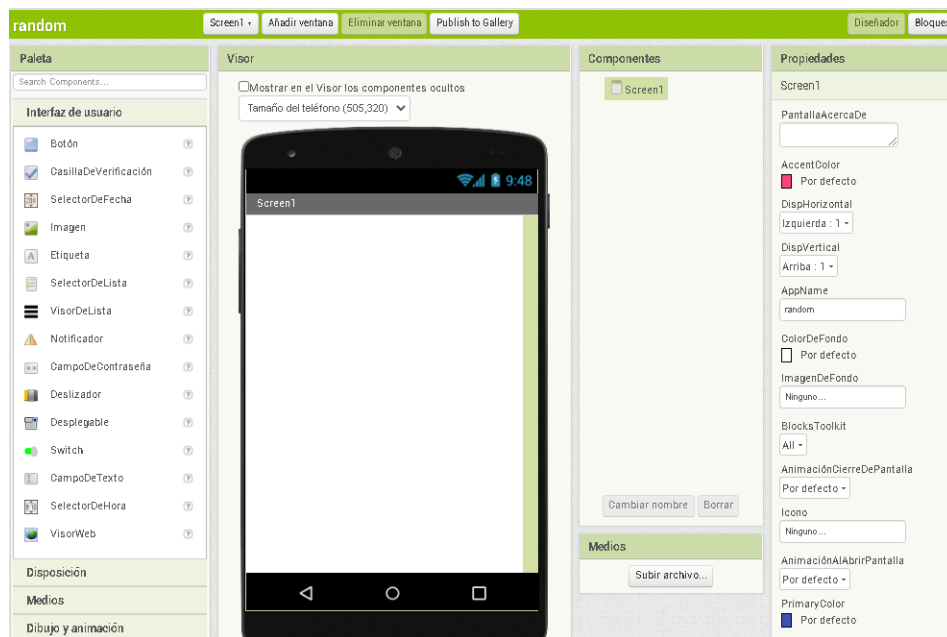 random
Screen1
Añadir ventana
Eliminar ventana
Publish to Gallery
Diseñador
Bloques
Paleta
Search Components...
Interfaz de usuario
Botón
CasillaDeVerificación
SelectorDeFecha
Imagen
Etiqueta
SelectorDeLista
VisorDeLista
Notificador
CampoDeContraseña
Deslizador
Desplegable
Switch
CampoDeTexto
SelectorDeHora
VisorWeb
Disposición
Medios
Dibujo y animación
Visor
Mostrar en el Visor los componentes ocultos
Tamaño del teléfono (505,320)
9:48
Screen1
Componentes
Screen1
Cambiar nombre
Borrar
Medios
Subir archivo...
Propiedades
Screen1
PantallaAcercaDe
AccentColor
Por defecto
DispHorizontal
Izquierda : 1
DispVertical
Arriba : 1
AppName
random
ColorDeFondo
Por defecto
ImagenDeFondo
Ninguno...
BlocksToolkit
All
AnimaciónCierreDePantalla
Por defecto
Icono
Ninguno...
AnimaciónAlAbrirPantalla
Por defecto
PrimaryColor
Por defecto